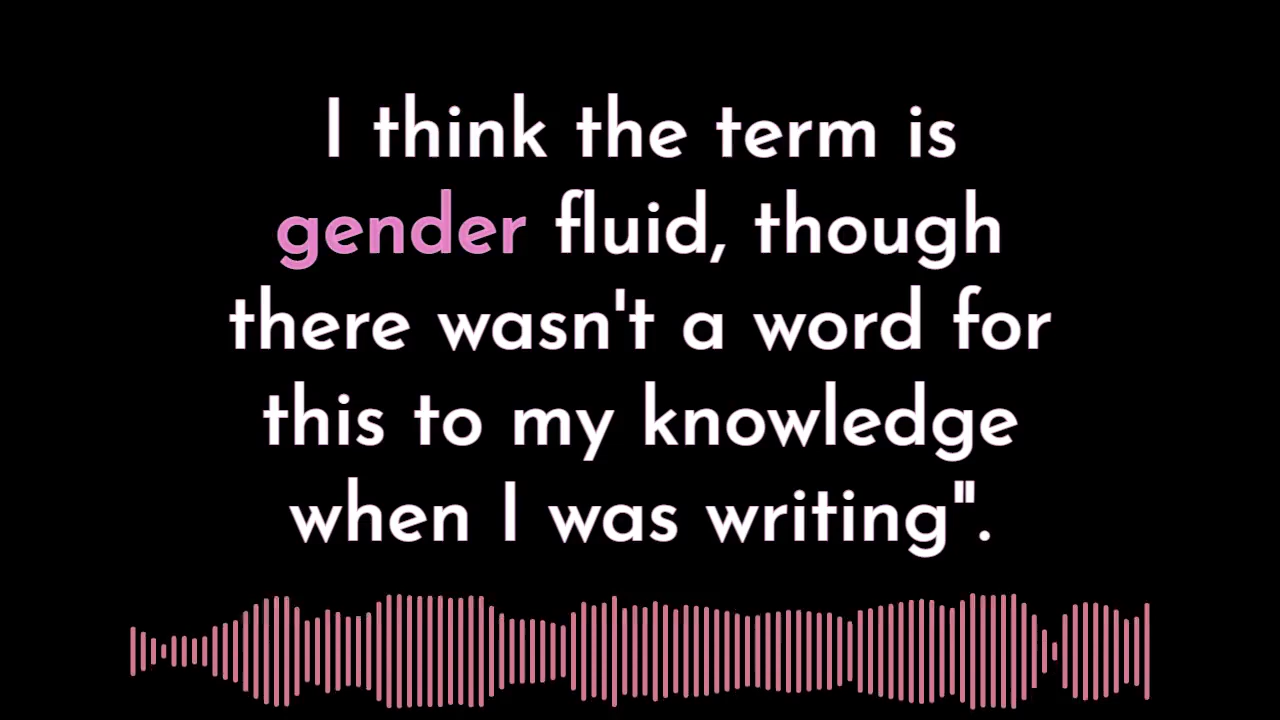 I think the term is
gender fluid, though
there wasn't a word for
this to my knowledge
when I was writing".